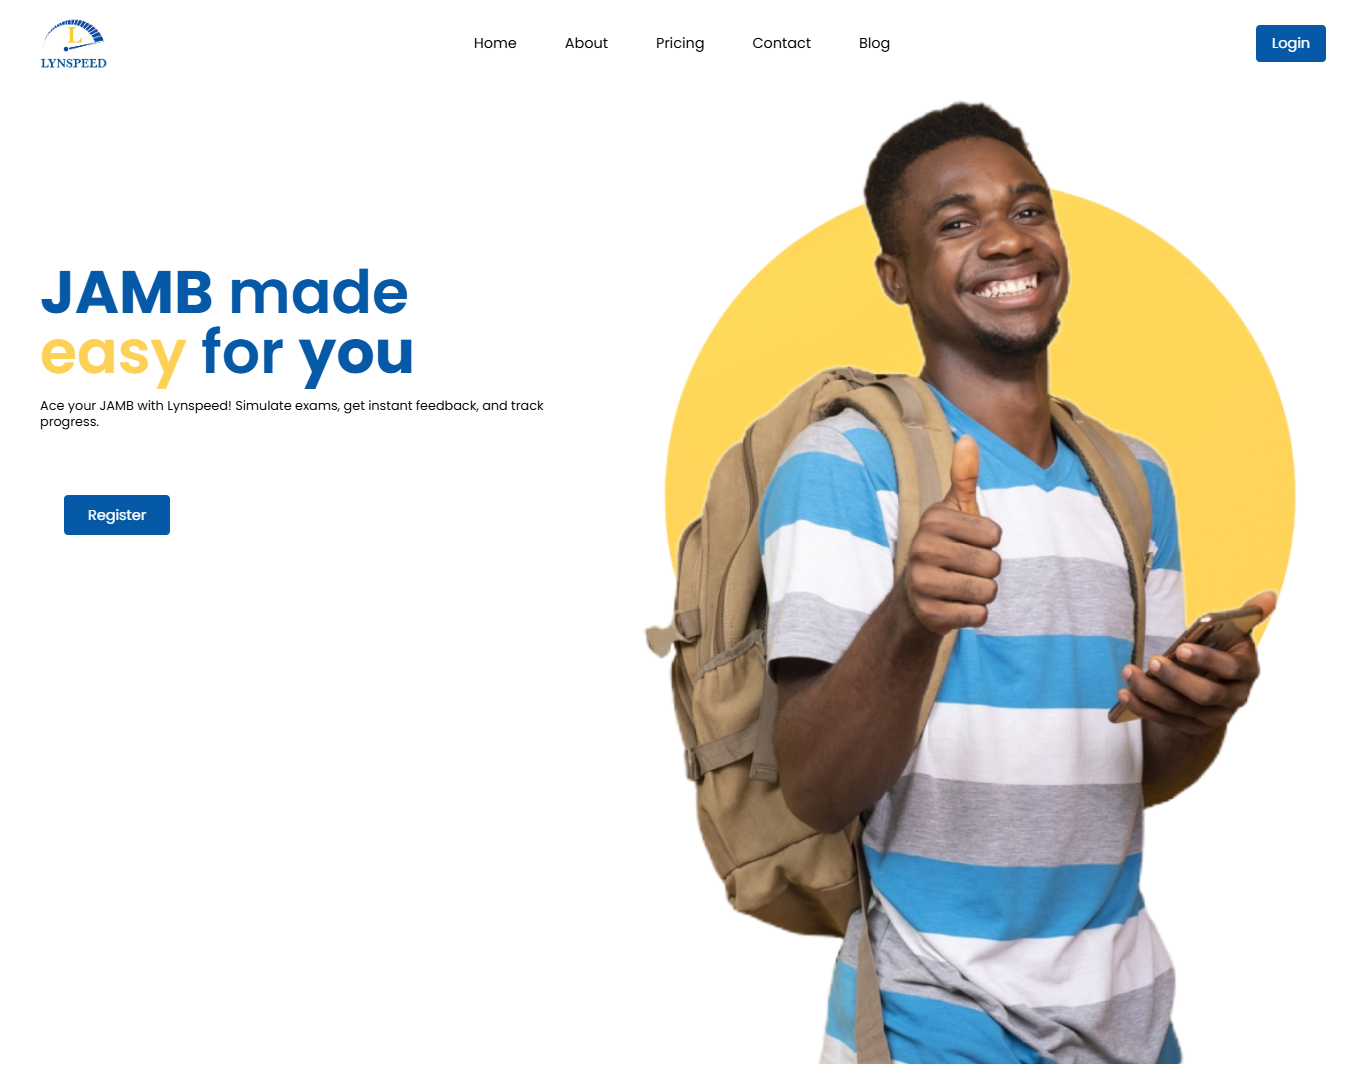 L
LYNSPEED
Home About Pricing Contact Blog
Login
JAMB made
easy for you
Ace your JAMB with Lynspeed! Simulate exams, get instant feedback, and track
progress.
Register